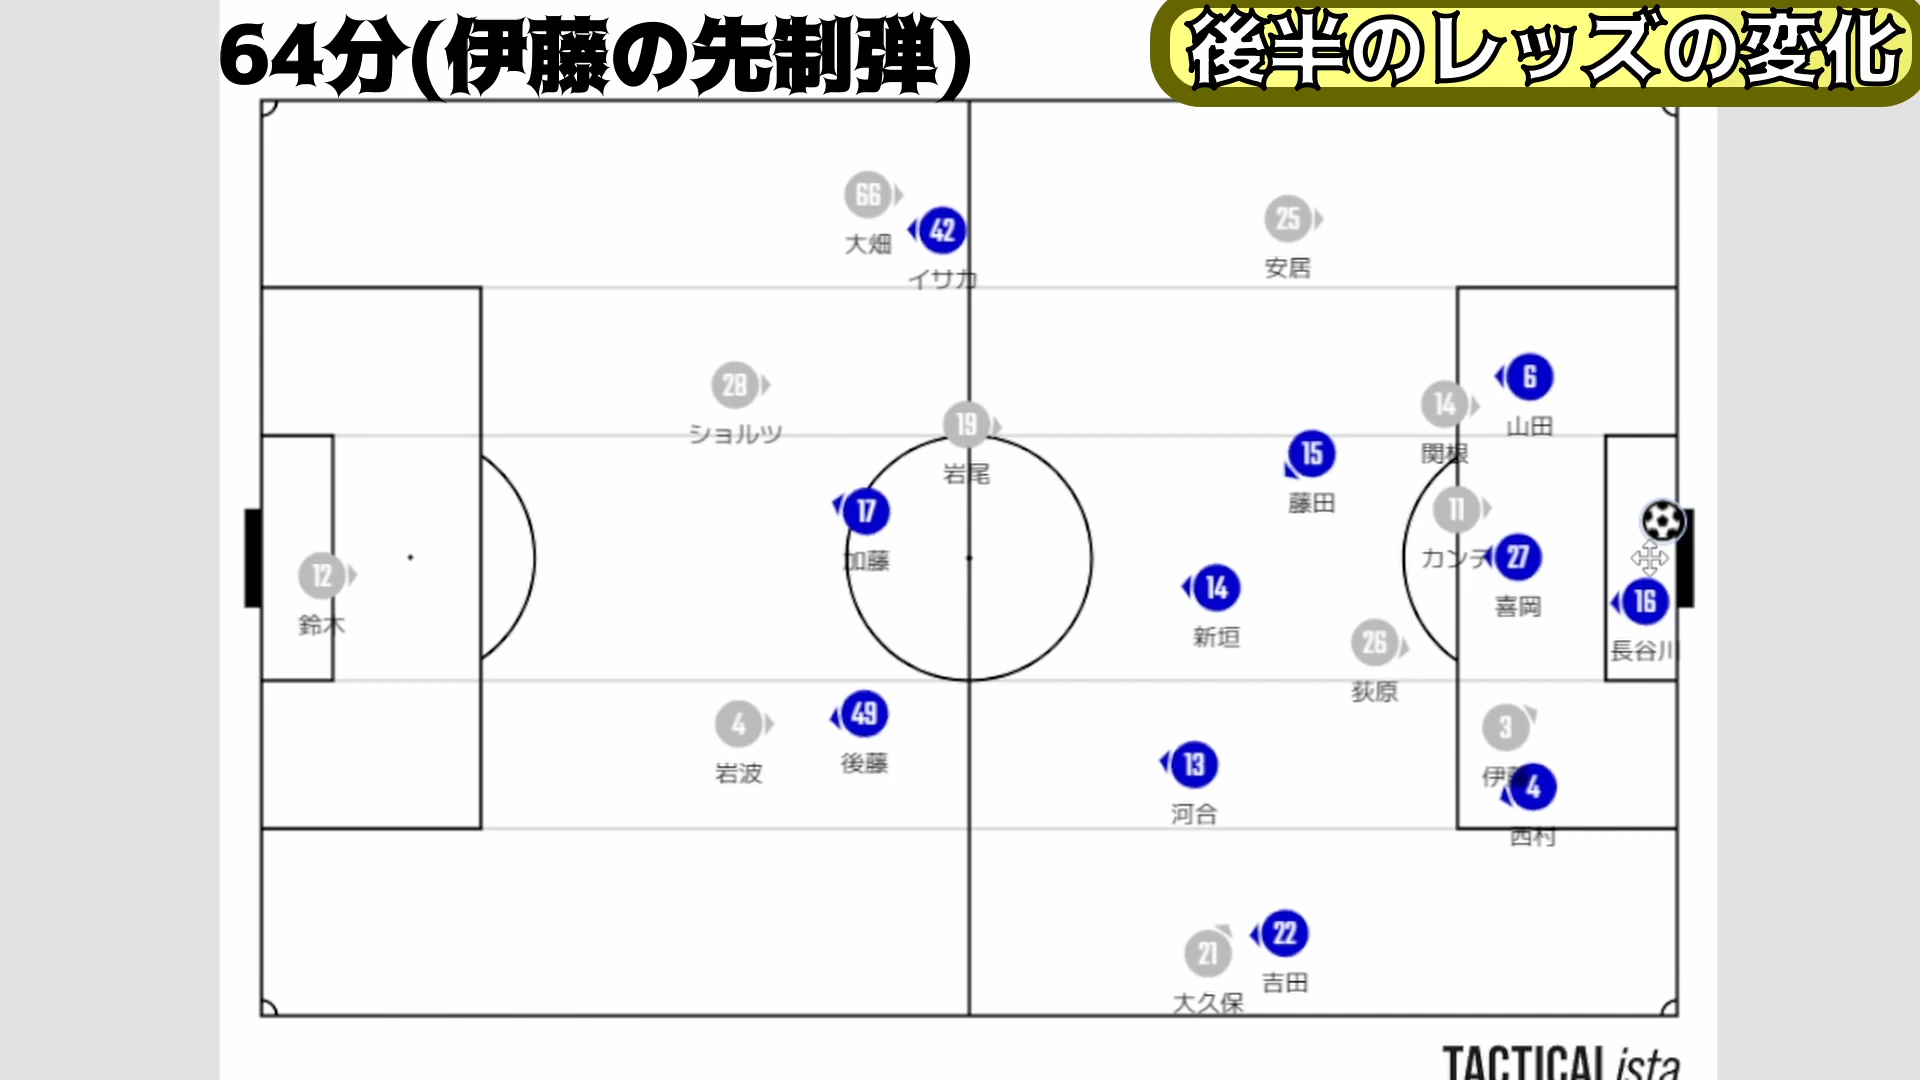 64分(伊藤の先制弾)
後半のレッズの変化
66
大畑
42
イサカ
25
安居
28
ショルツ
19
岩尾
6
山田
14
関根
15
藤田
17
加藤
11
カンテ
27
喜岡
12
鈴木
14
新垣
16
長谷川
26
荻原
4
岩波
49
後藤
3
伊藤
13
河合
4
西村
21
大久保
22
吉田
TACTICALista